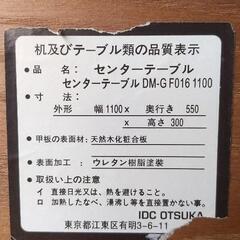 机及びテーブル類の品質表示
品名：センターテーブル
センターテーブル DM-G F016 1100
寸法：
外形 幅1100× 奥行き 550
× 高さ 300
甲板の表面材：天然木化粧合板
表面加工：ウレタン樹脂塗装
取扱い上の注意
イ 直接日光又は、熱を避ける。
ロ 加熱したなべ、湯沸し等を直接置かない事。
IDC OTSUKA
東京都江東区有明3-6-11